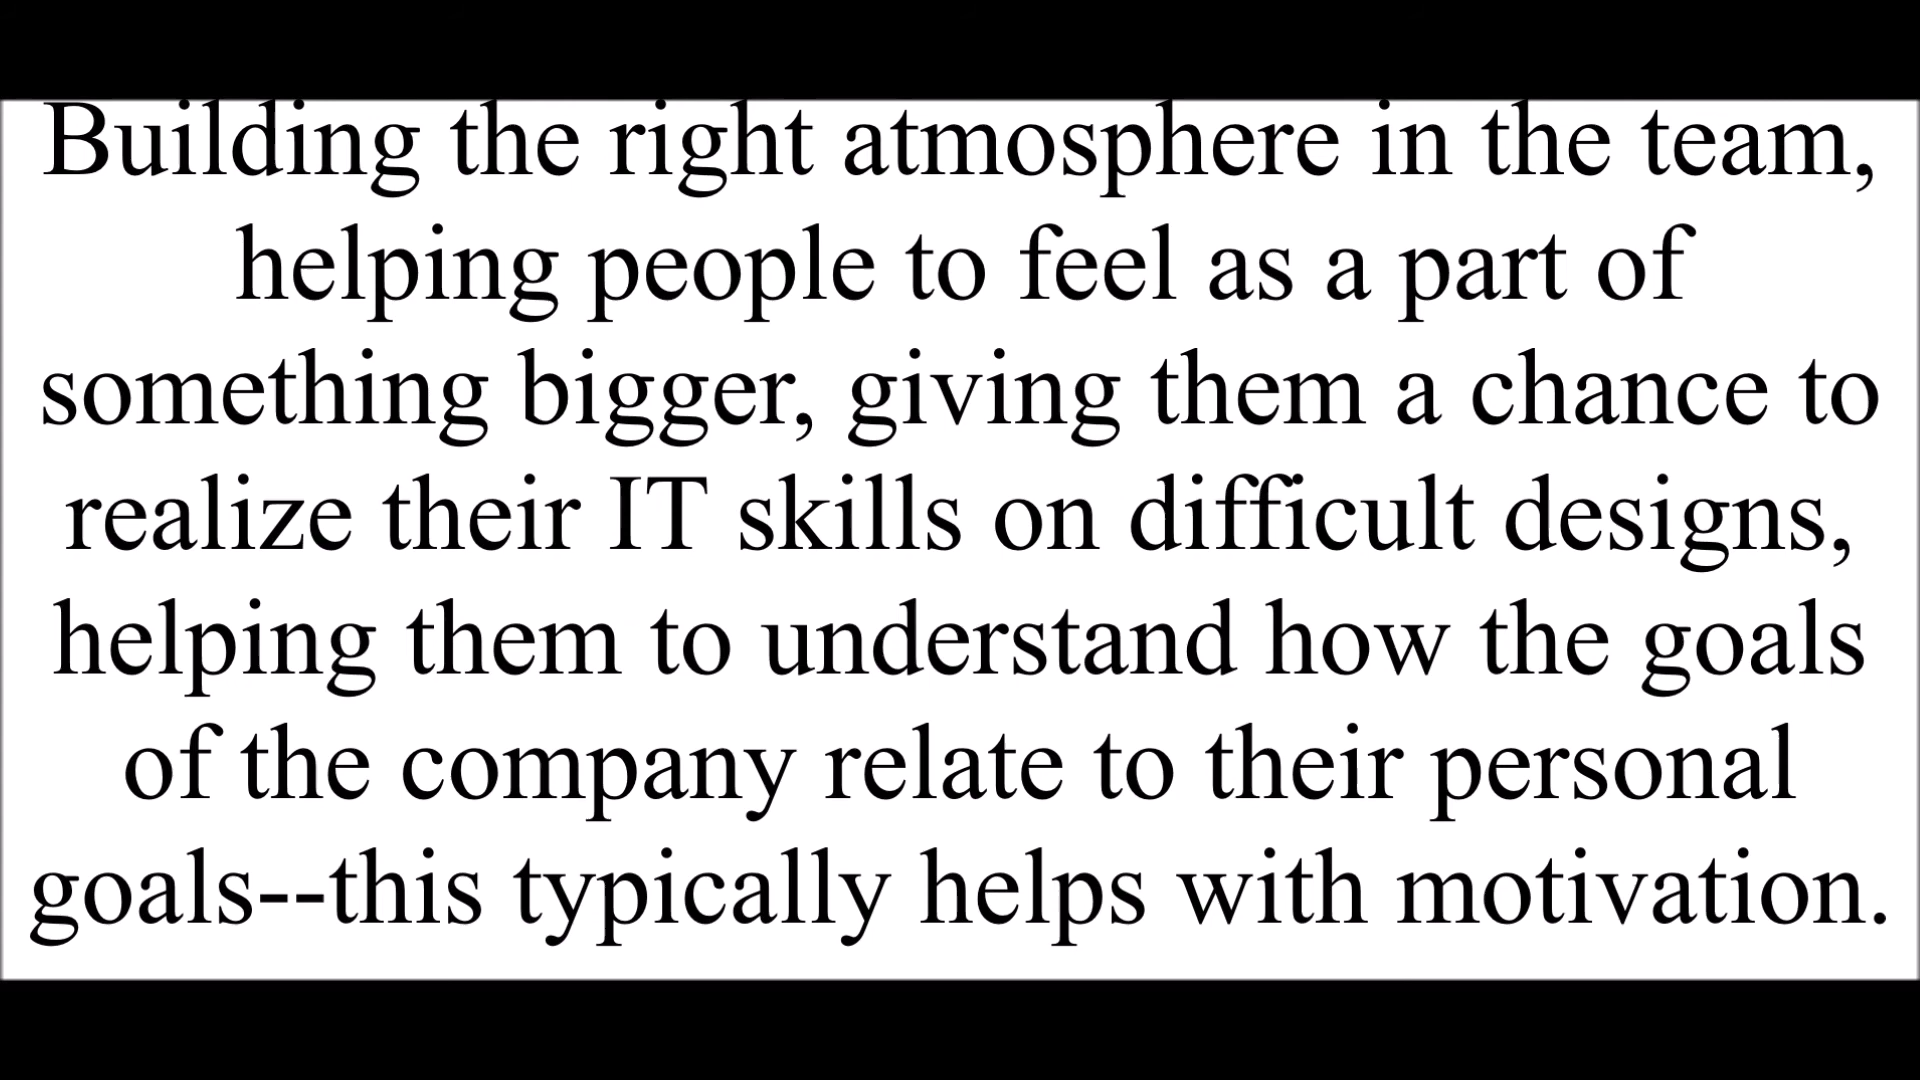 Building the right atmosphere in the team,
helping people to feel as a part of
something bigger, giving them a chance to
realize their IT skills on difficult designs,
helping them to understand how the goals
of the company relate to their personal
goals--this typically helps with motivation.